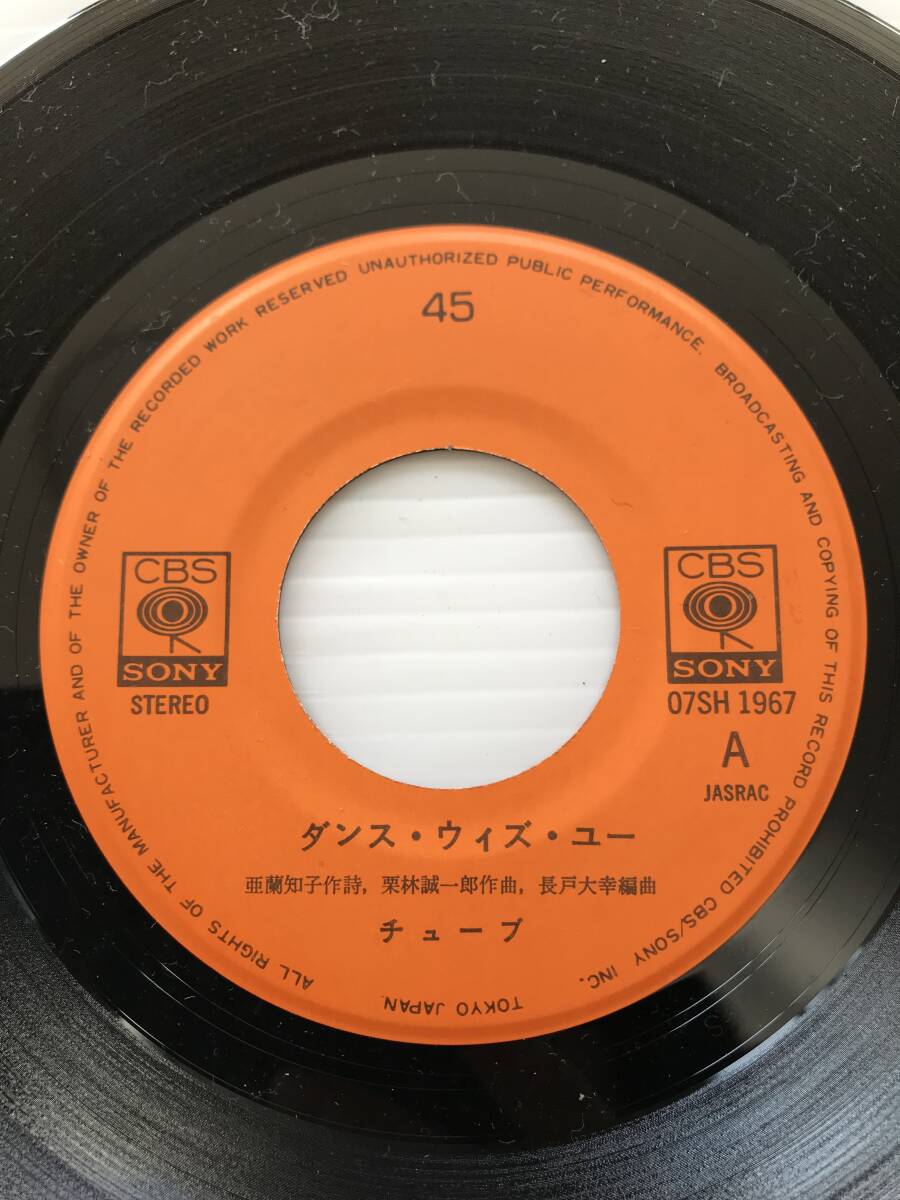 ALL RIGHTS OF THE MANUFACTURER AND OF THE OWNER OF THE RECORDED WORK RESERVED UNAUTHORIZED PUBLIC PERFORMANCE. BROADCASTING AND COPYING OF THIS RECORD PROHIBITED CBS/SONY INC.
TOKYO JAPAN.
45
CBS
SONY
STEREO
CBS
SONY
07SH 1967
A
JASRAC
ダンス・ウィズ・ユー
亜蘭知子作詩, 栗林誠一郎作曲, 長戸大幸編曲
チューブ